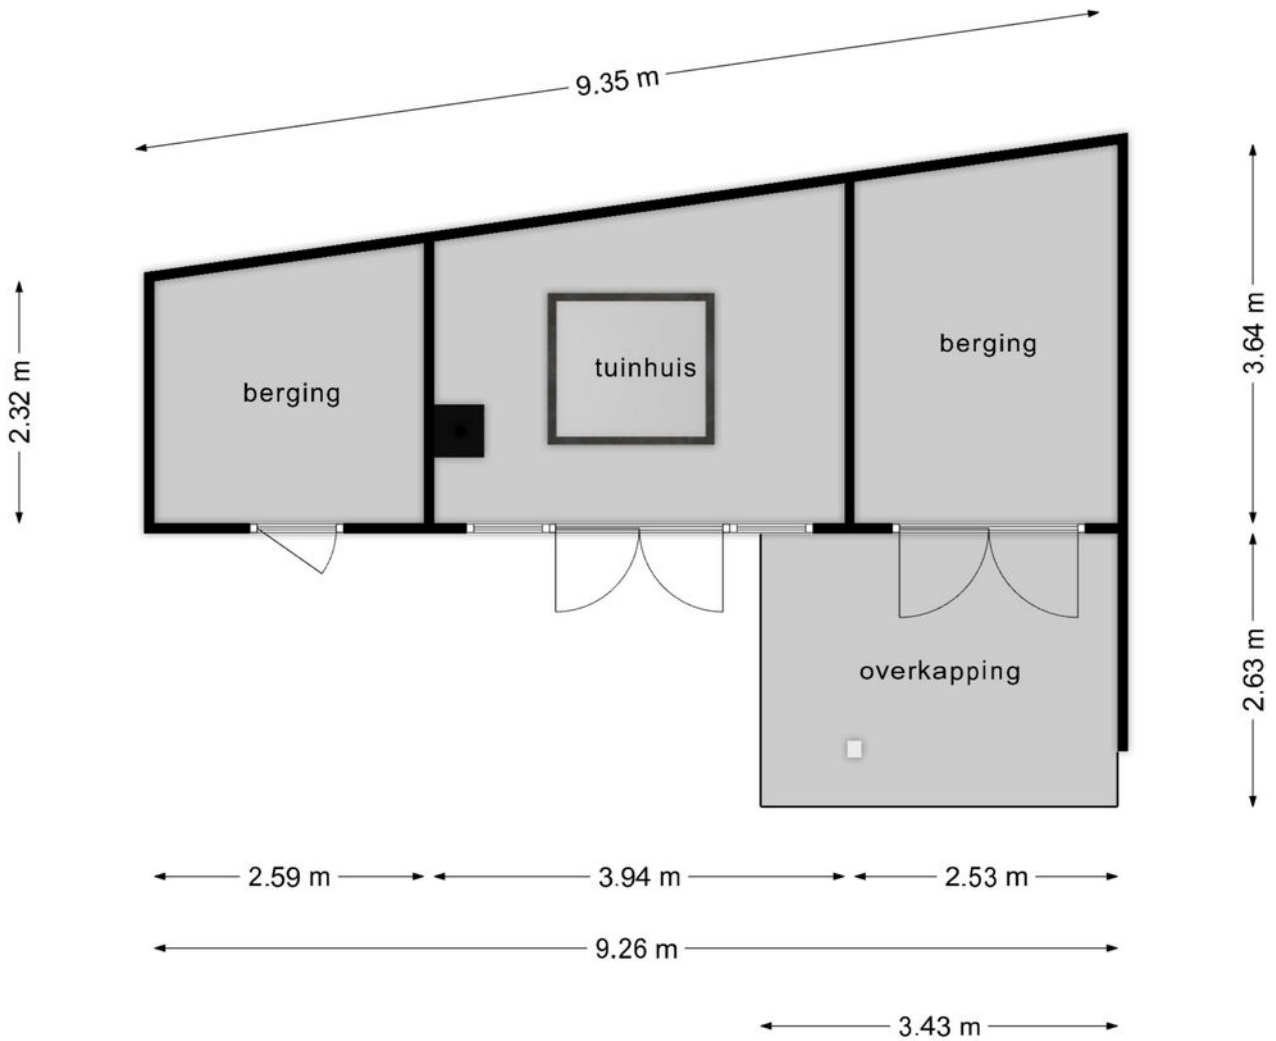 9.35 m
berging
tuinhuis
berging
2.32 m
3.64 m
overkapping
2.63 m
2.59 m
3.94 m
2.53 m
9.26 m
3.43 m